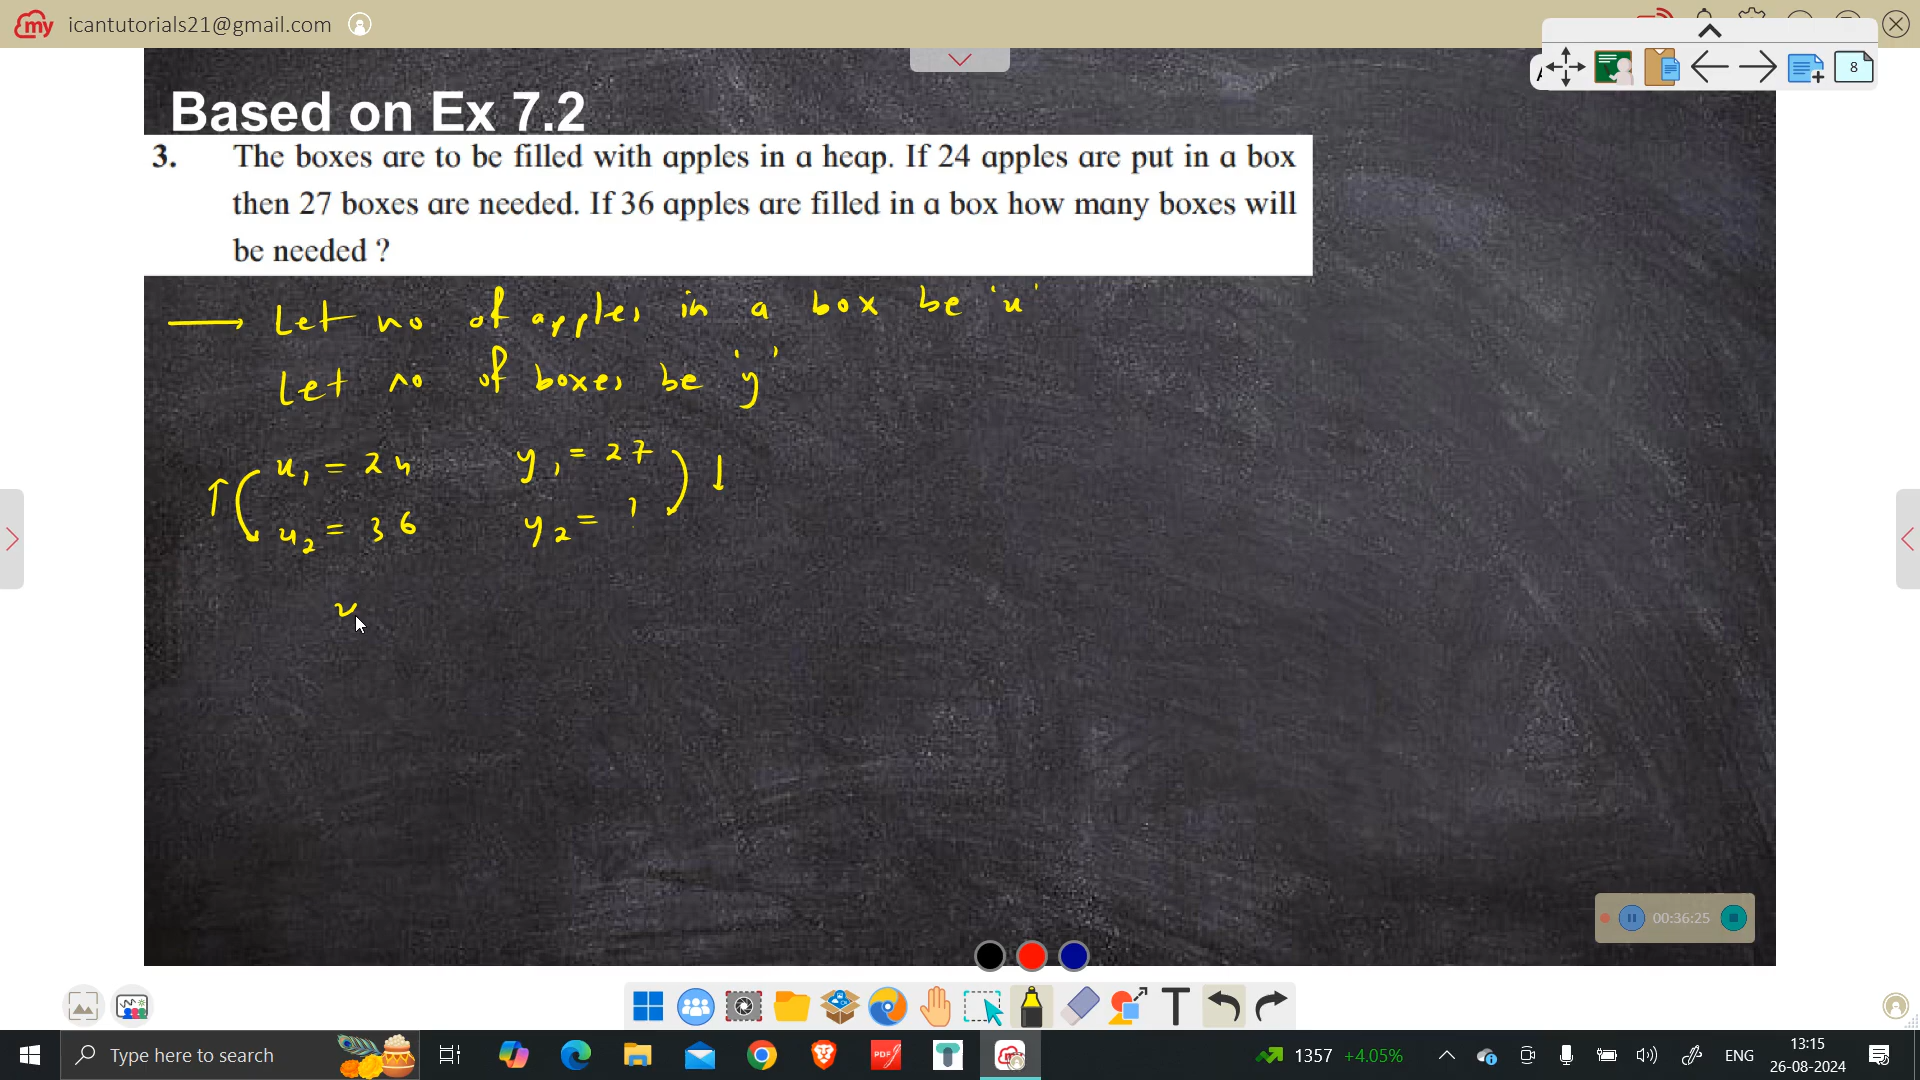 my icantutorials21@gmail.com
8
Based on Ex 7.2
3. The boxes are to be filled with apples in a heap. If 24 apples are put in a box
then 27 boxes are needed. If 36 apples are filled in a box how many boxes will
be needed ?
Let no of apples in a box be 'x'
Let no of boxes be 'y'
↑ x₁ = 24 y₁ = 27 ↓
x₂ = 36 y₂ = ?
00:36:25
T
Type here to search
PDF
1357 +4.05%
ENG
13:15
26-08-2024